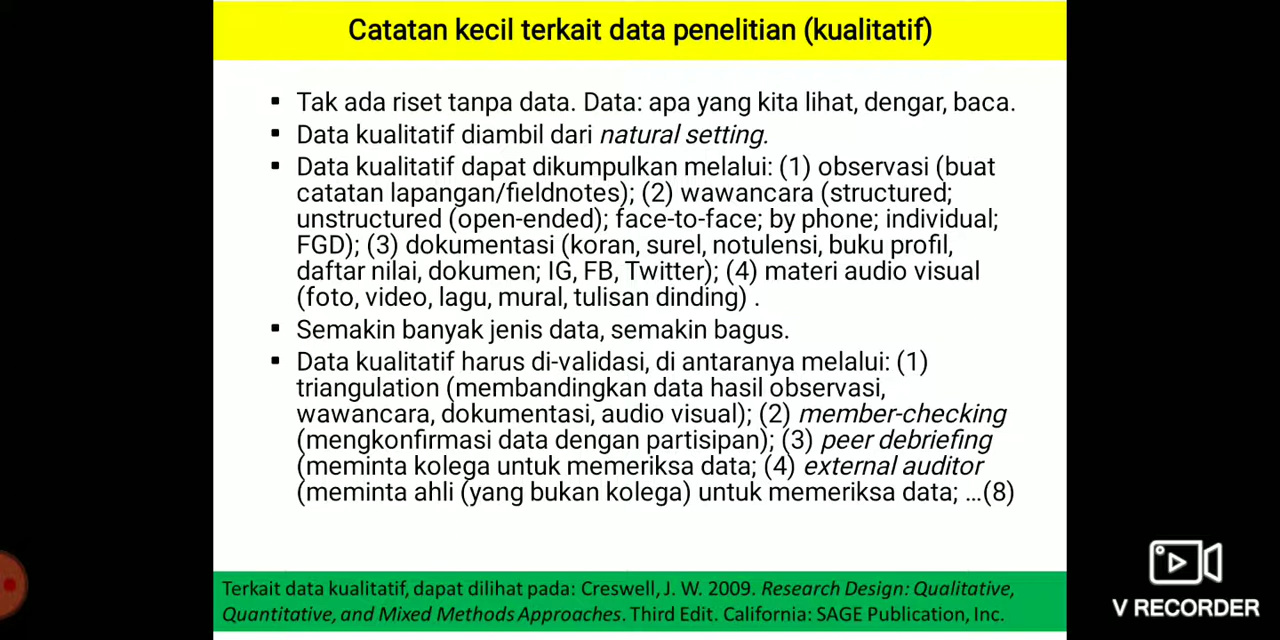 Catatan kecil terkait data penelitian (kualitatif)
▪ Tak ada riset tanpa data. Data: apa yang kita lihat, dengar, baca.
▪ Data kualitatif diambil dari natural setting.
▪ Data kualitatif dapat dikumpulkan melalui: (1) observasi (buat
catatan lapangan/fieldnotes); (2) wawancara (structured;
unstructured (open-ended); face-to-face; by phone; individual;
FGD); (3) dokumentasi (koran, surel, notulensi, buku profil,
daftar nilai, dokumen; IG, FB, Twitter); (4) materi audio visual
(foto, video, lagu, mural, tulisan dinding) .
▪ Semakin banyak jenis data, semakin bagus.
▪ Data kualitatif harus di-validasi, di antaranya melalui: (1)
triangulation (membandingkan data hasil observasi,
wawancara, dokumentasi, audio visual); (2) member-checking
(mengkonfirmasi data dengan partisipan); (3) peer debriefing
(meminta kolega untuk memeriksa data; (4) external auditor
(meminta ahli (yang bukan kolega) untuk memeriksa data; ...(8)
Terkait data kualitatif, dapat dilihat pada: Creswell, J. W. 2009. Research Design: Qualitative,
Quantitative, and Mixed Methods Approaches. Third Edit. California: SAGE Publication, Inc.
V RECORDER